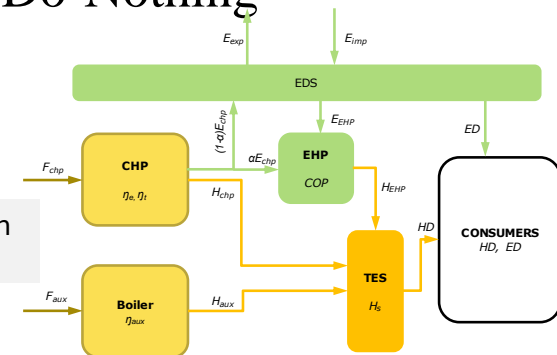 Do Nothing
E_exp
E_imp
EDS
(1-α)E_chp
E_EHP
ED
F_chp
CHP
η_e, η_t
αE_chp
EHP
COP
H_chp
H_EHP
HD
CONSUMERS
HD, ED
TES
H_s
F_aux
Boiler
η_aux
H_aux